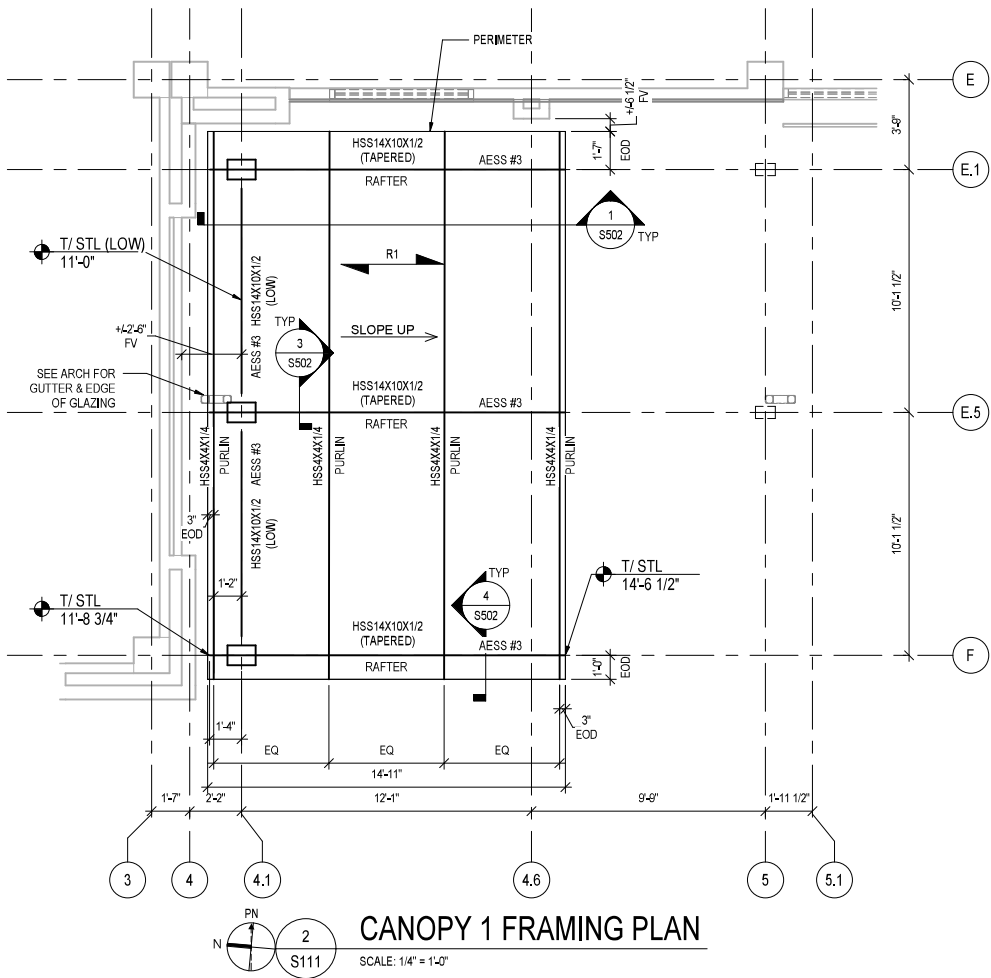 PERIMETER
E
+/-6 1/2"
FV
3'-9"
HSS14X10X1/2
(TAPERED)
AESS #3
1'-7"
EOD
RAFTER
E.1
1
S502
TYP
T/ STL (LOW)
11'-0"
R1
HSS14X10X1/2
(LOW)
AESS #3
10'-1 1/2"
+/-2'-6"
FV
TYP
3
S502
SLOPE UP
SEE ARCH FOR
GUTTER & EDGE
OF GLAZING
HSS14X10X1/2
(TAPERED)
AESS #3
RAFTER
E.5
HSS4X4X1/4
PURLIN
AESS #3
HSS14X10X1/2
(LOW)
HSS4X4X1/4
PURLIN
HSS4X4X1/4
PURLIN
HSS4X4X1/4
PURLIN
10'-1 1/2"
3"
EOD
1'-2"
TYP
4
S502
T/ STL
14'-6 1/2"
T/ STL
11'-8 3/4"
HSS14X10X1/2
(TAPERED)
AESS #3
RAFTER
1'-0"
EOD
F
1'-4"
3"
EOD
EQ
EQ
EQ
14'-11"
1'-7"
2'-2"
12'-1"
9'-9"
1'-11 1/2"
3
4
4.1
4.6
5
5.1
PN
N
2
S111
CANOPY 1 FRAMING PLAN
SCALE: 1/4" = 1'-0"